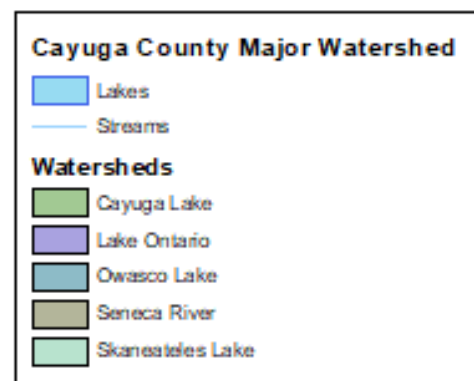 Cayuga County Major Watershed
Lakes
Streams
Watersheds
Cayuga Lake
Lake Ontario
Owasco Lake
Seneca River
Skaneateles Lake